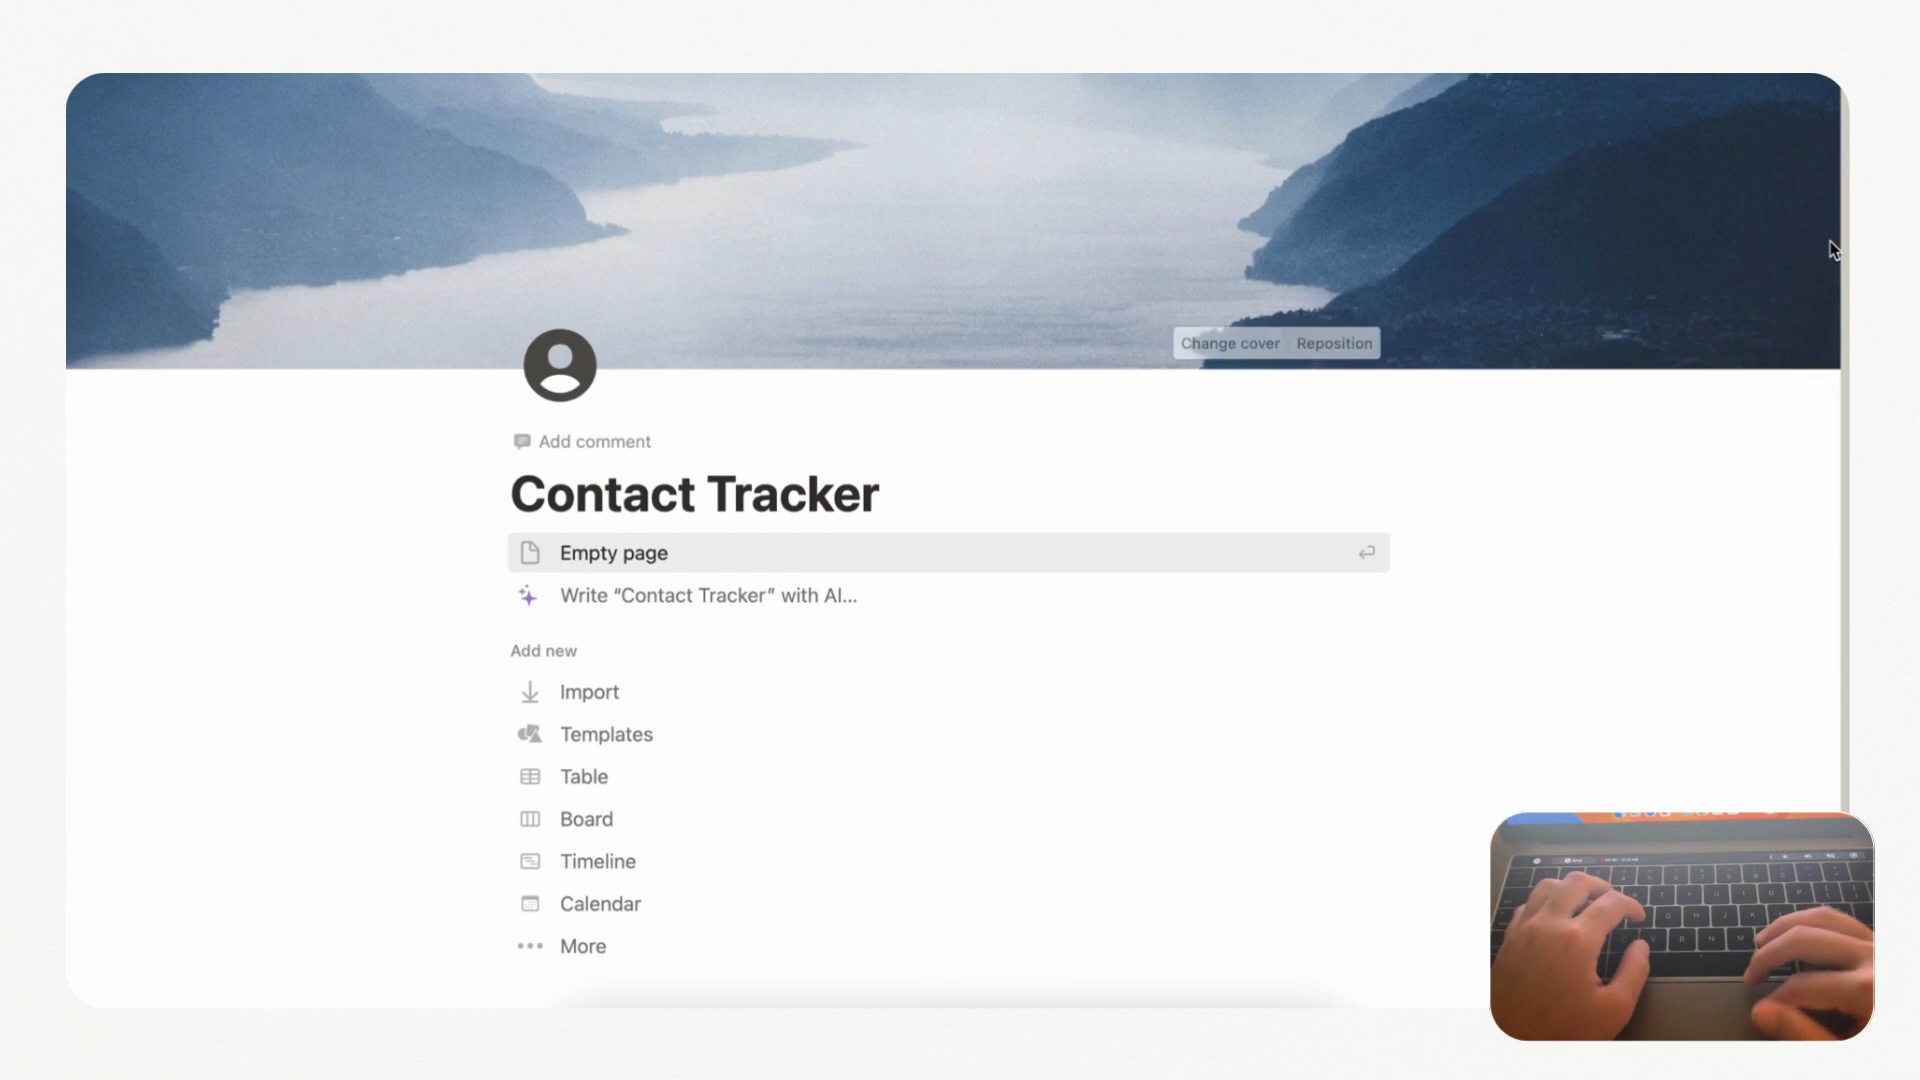 Change cover Reposition
Add comment
Contact Tracker
Empty page
Write “Contact Tracker” with AI...
Add new
Import
Templates
Table
Board
Timeline
Calendar
More